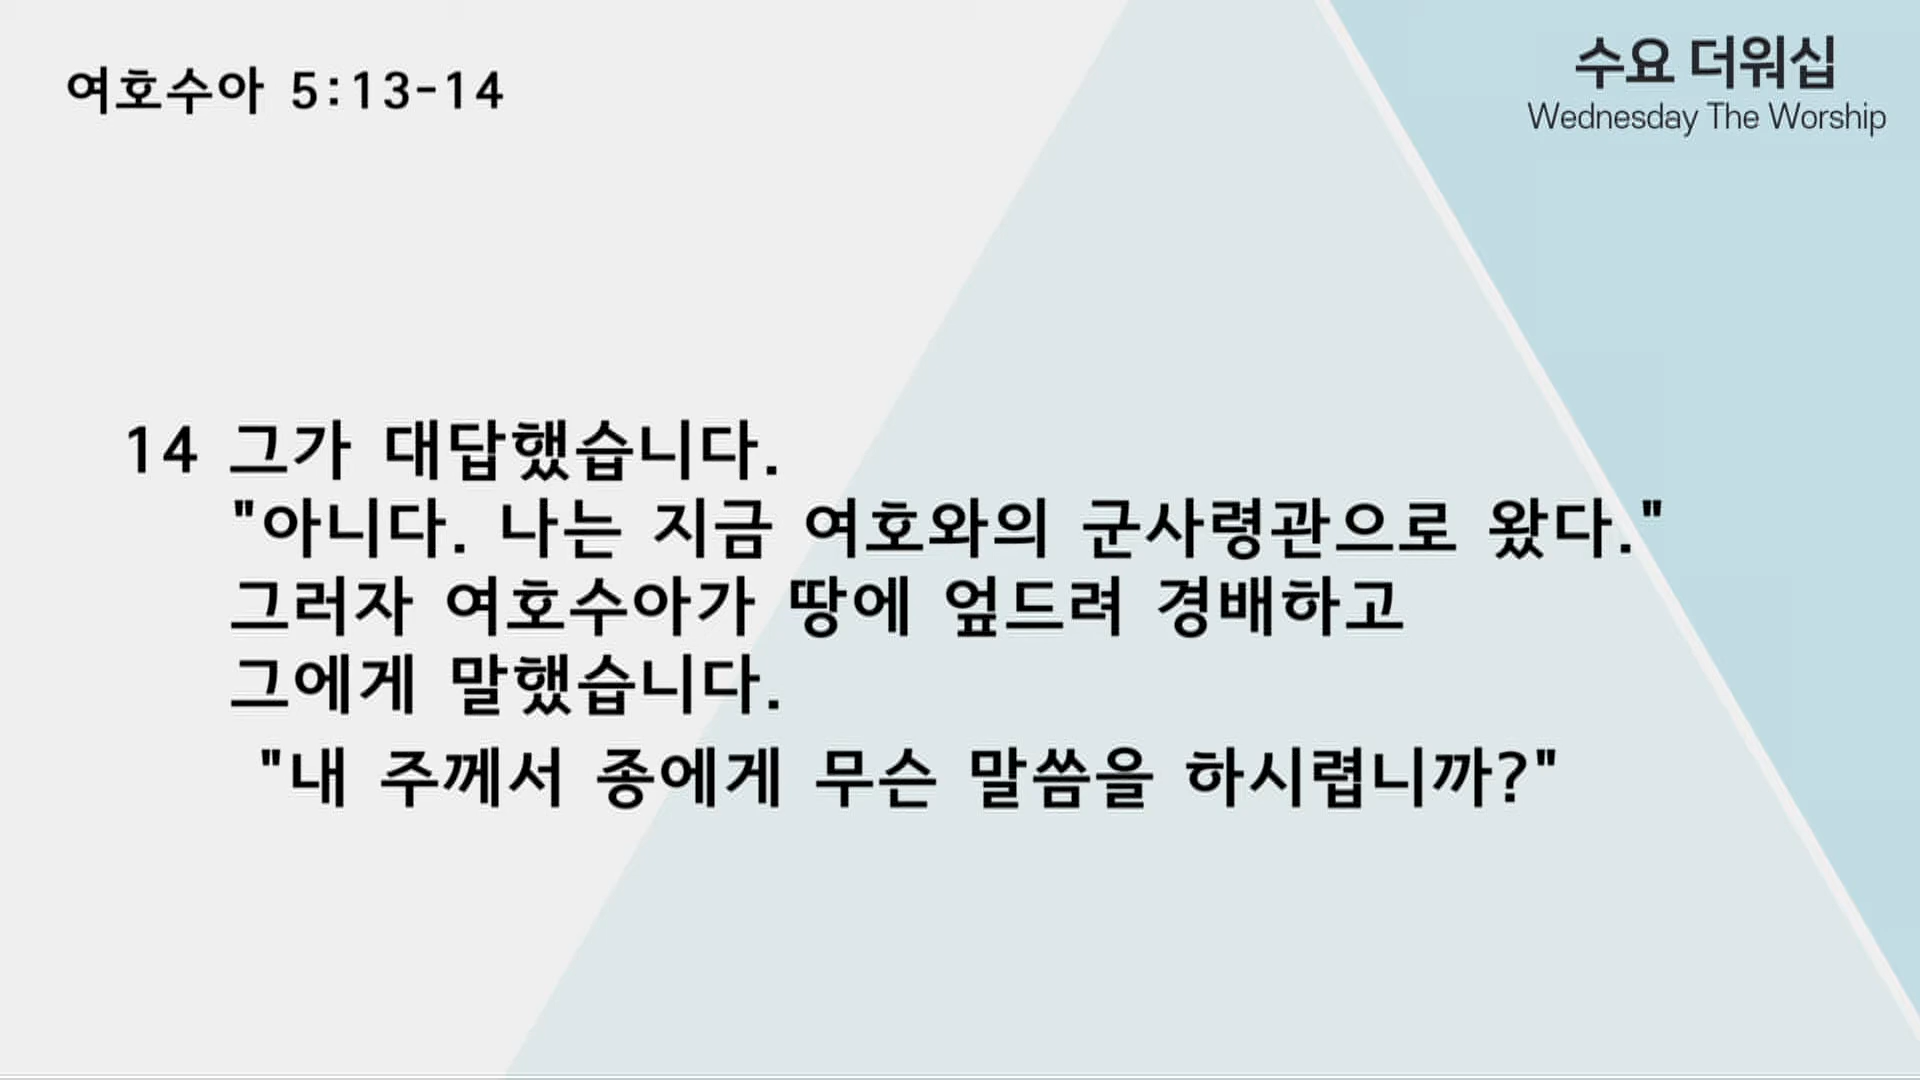 여호수아 5:13-14
수요 더워십
Wednesday The Worship
14 그가 대답했습니다.
"아니다. 나는 지금 여호와의 군사령관으로 왔다."
그러자 여호수아가 땅에 엎드려 경배하고
그에게 말했습니다.
"내 주께서 종에게 무슨 말씀을 하시렵니까?"